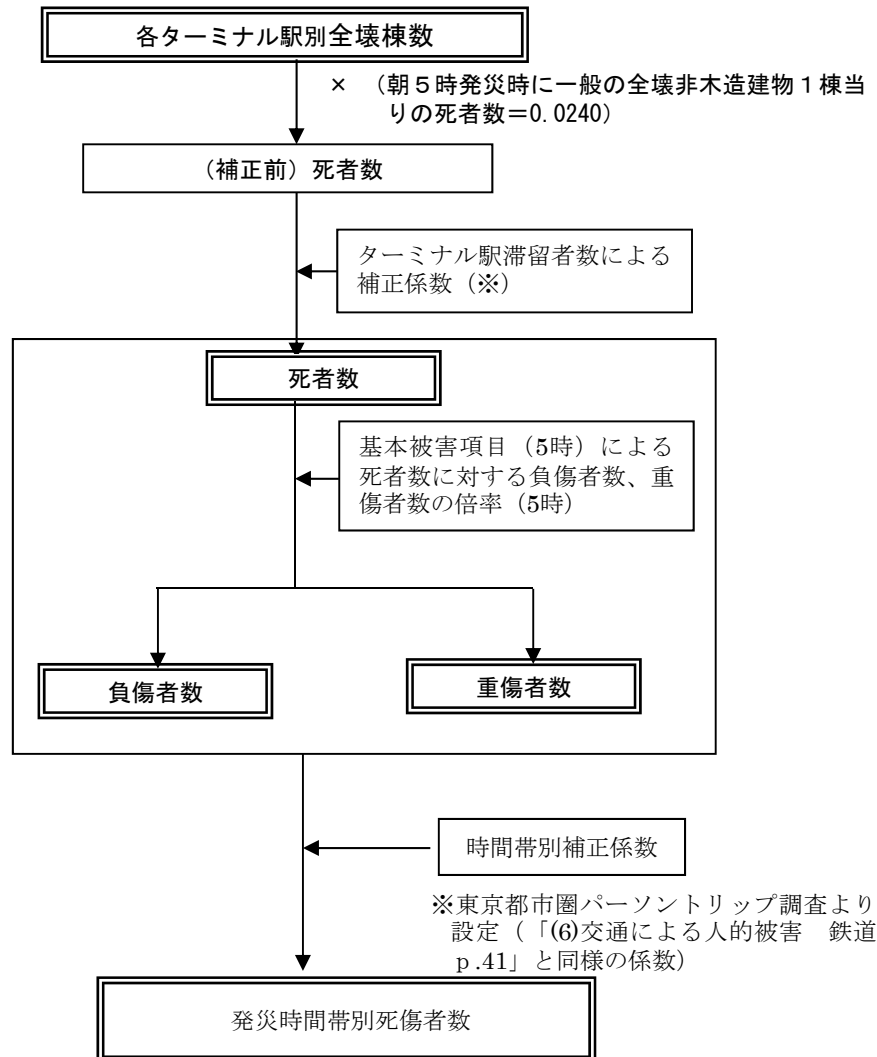 各ターミナル駅別全壊棟数
× （朝５時発災時に一般の全壊非木造建物１棟当
りの死者数＝0.0240）
（補正前）死者数
ターミナル駅滞留者数による
補正係数（※）
死者数
基本被害項目（5時）による
死者数に対する負傷者数、重
傷者数の倍率（5時）
負傷者数
重傷者数
時間帯別補正係数
※東京都市圏パーソントリップ調査より
設定（「(6)交通による人的被害　鉄道
ｐ.41」と同様の係数）
発災時間帯別死傷者数